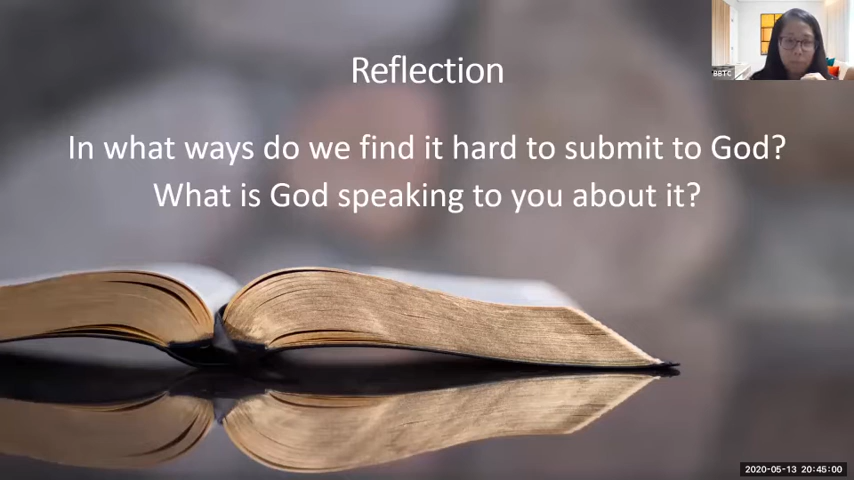 Reflection
In what ways do we find it hard to submit to God?
What is God speaking to you about it?
BBTC
2020-05-13 20:45:00